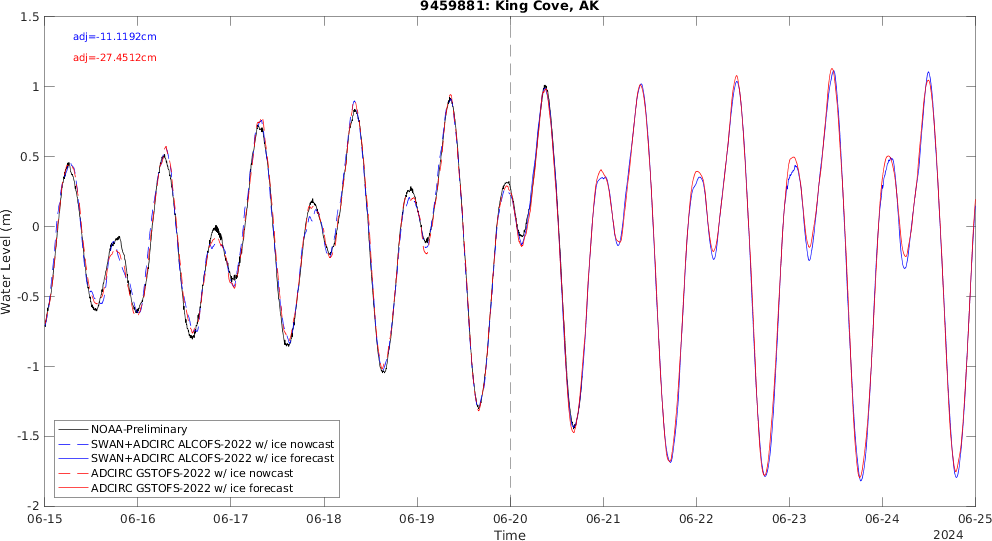 9459881: King Cove, AK
adj=-11.1192cm
adj=-27.4512cm
Water Level (m)
1.5
1
0.5
0
-0.5
-1
-1.5
-2
NOAA-Preliminary
SWAN+ADCIRC ALCOFS-2022 w/ ice nowcast
SWAN+ADCIRC ALCOFS-2022 w/ ice forecast
ADCIRC GSTOFS-2022 w/ ice nowcast
ADCIRC GSTOFS-2022 w/ ice forecast
06-15 06-16 06-17 06-18 06-19 06-20 06-21 06-22 06-23 06-24 06-25
Time
2024